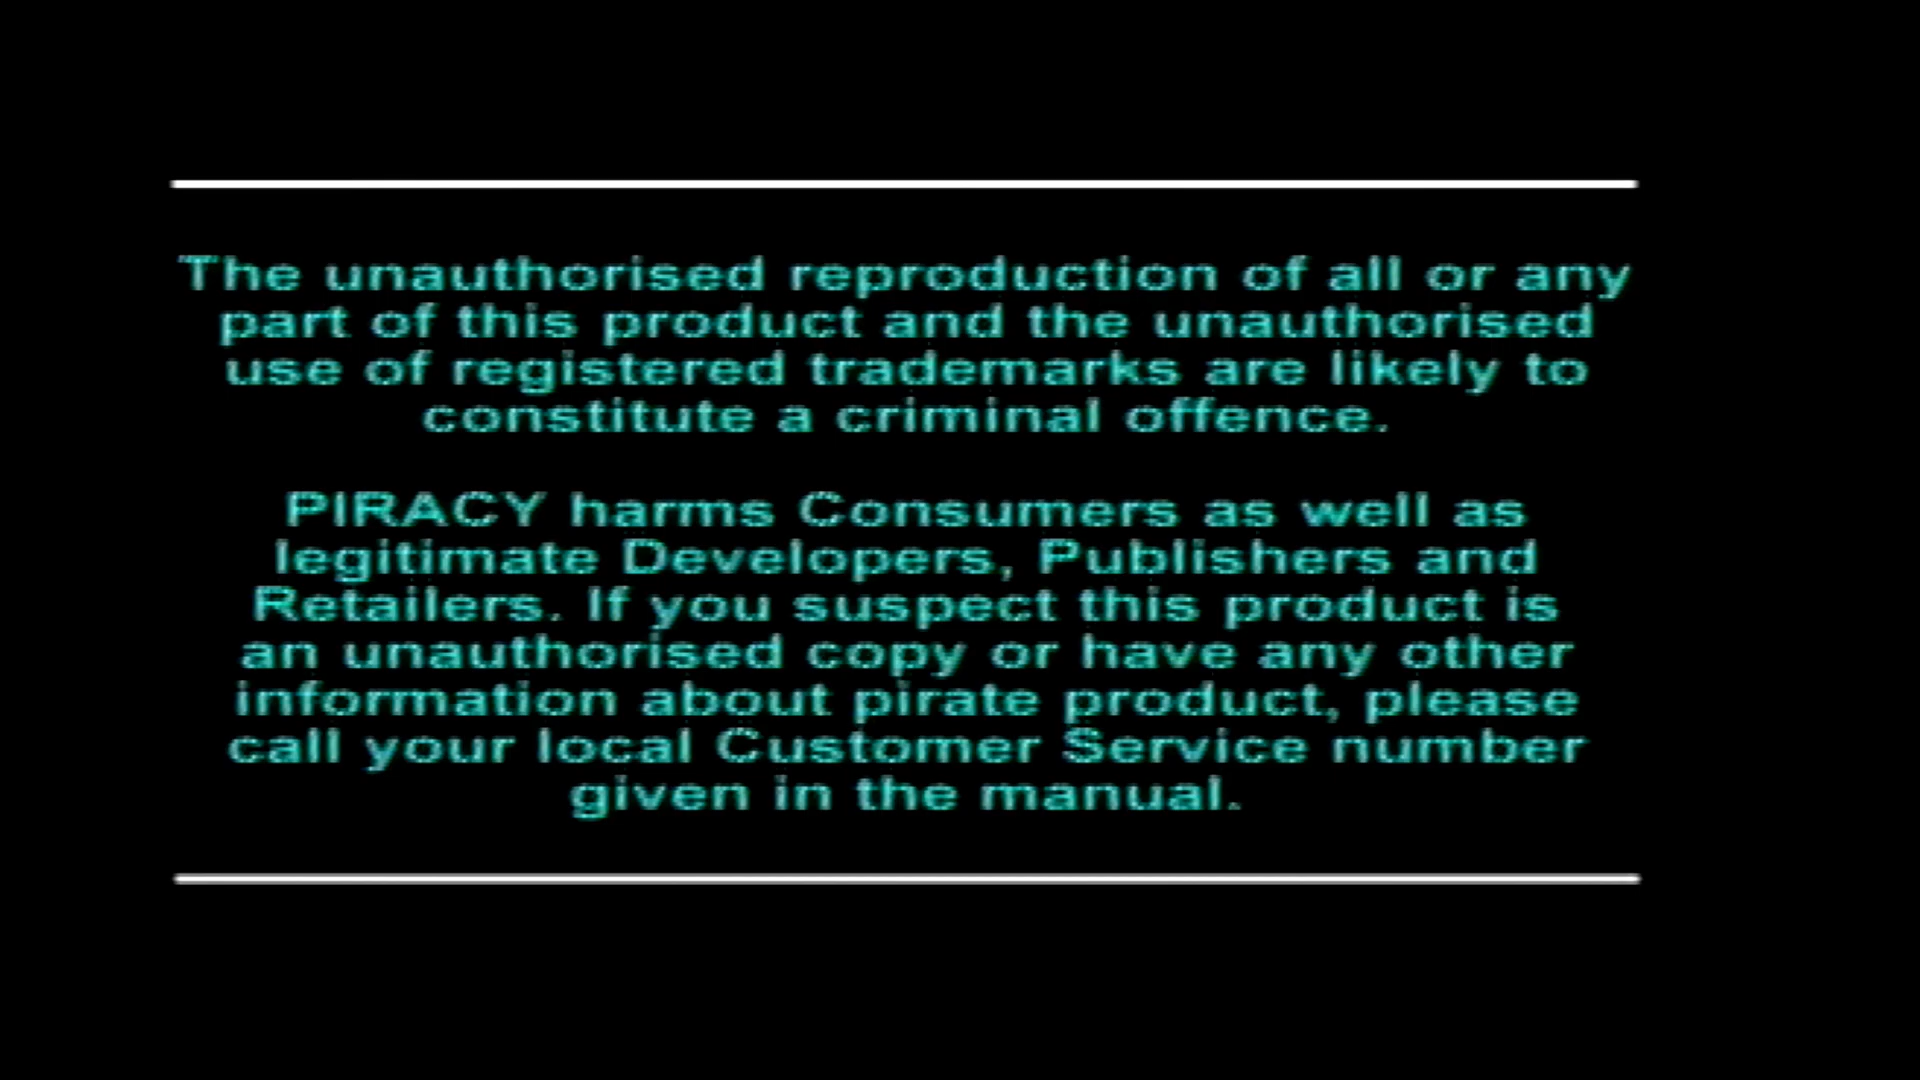 The unauthorised reproduction of all or any
part of this product and the unauthorised
use of registered trademarks are likely to
constitute a criminal offence.
PIRACY harms Consumers as well as
legitimate Developers, Publishers and
Retailers. If you suspect this product is
an unauthorised copy or have any other
information about pirate product, please
call your local Customer Service number
given in the manual.